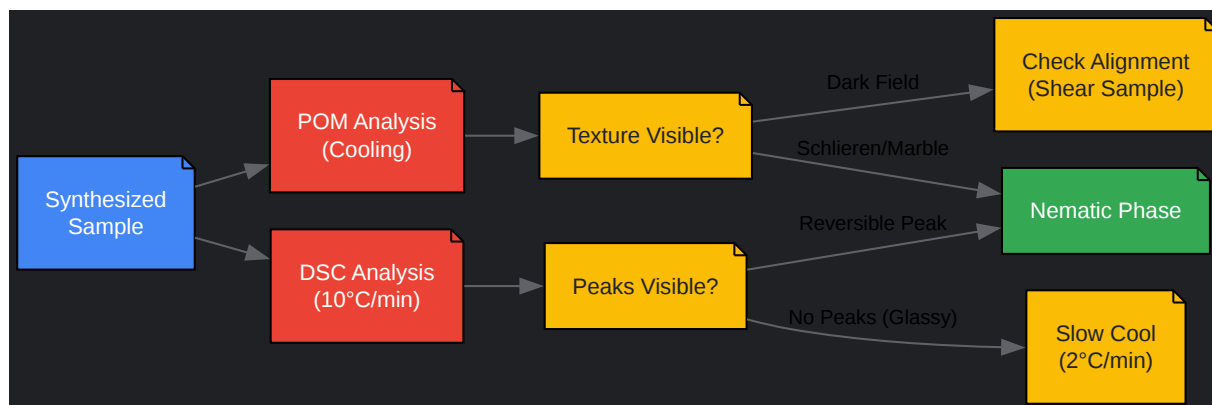 Synthesized
Sample
POM Analysis
(Cooling)
DSC Analysis
(10°C/min)
Texture Visible?
Peaks Visible?
Dark Field
Schlieren/Marble
Reversible Peak
No Peaks (Glassy)
Check Alignment
(Shear Sample)
Nematic Phase
Slow Cool
(2°C/min)